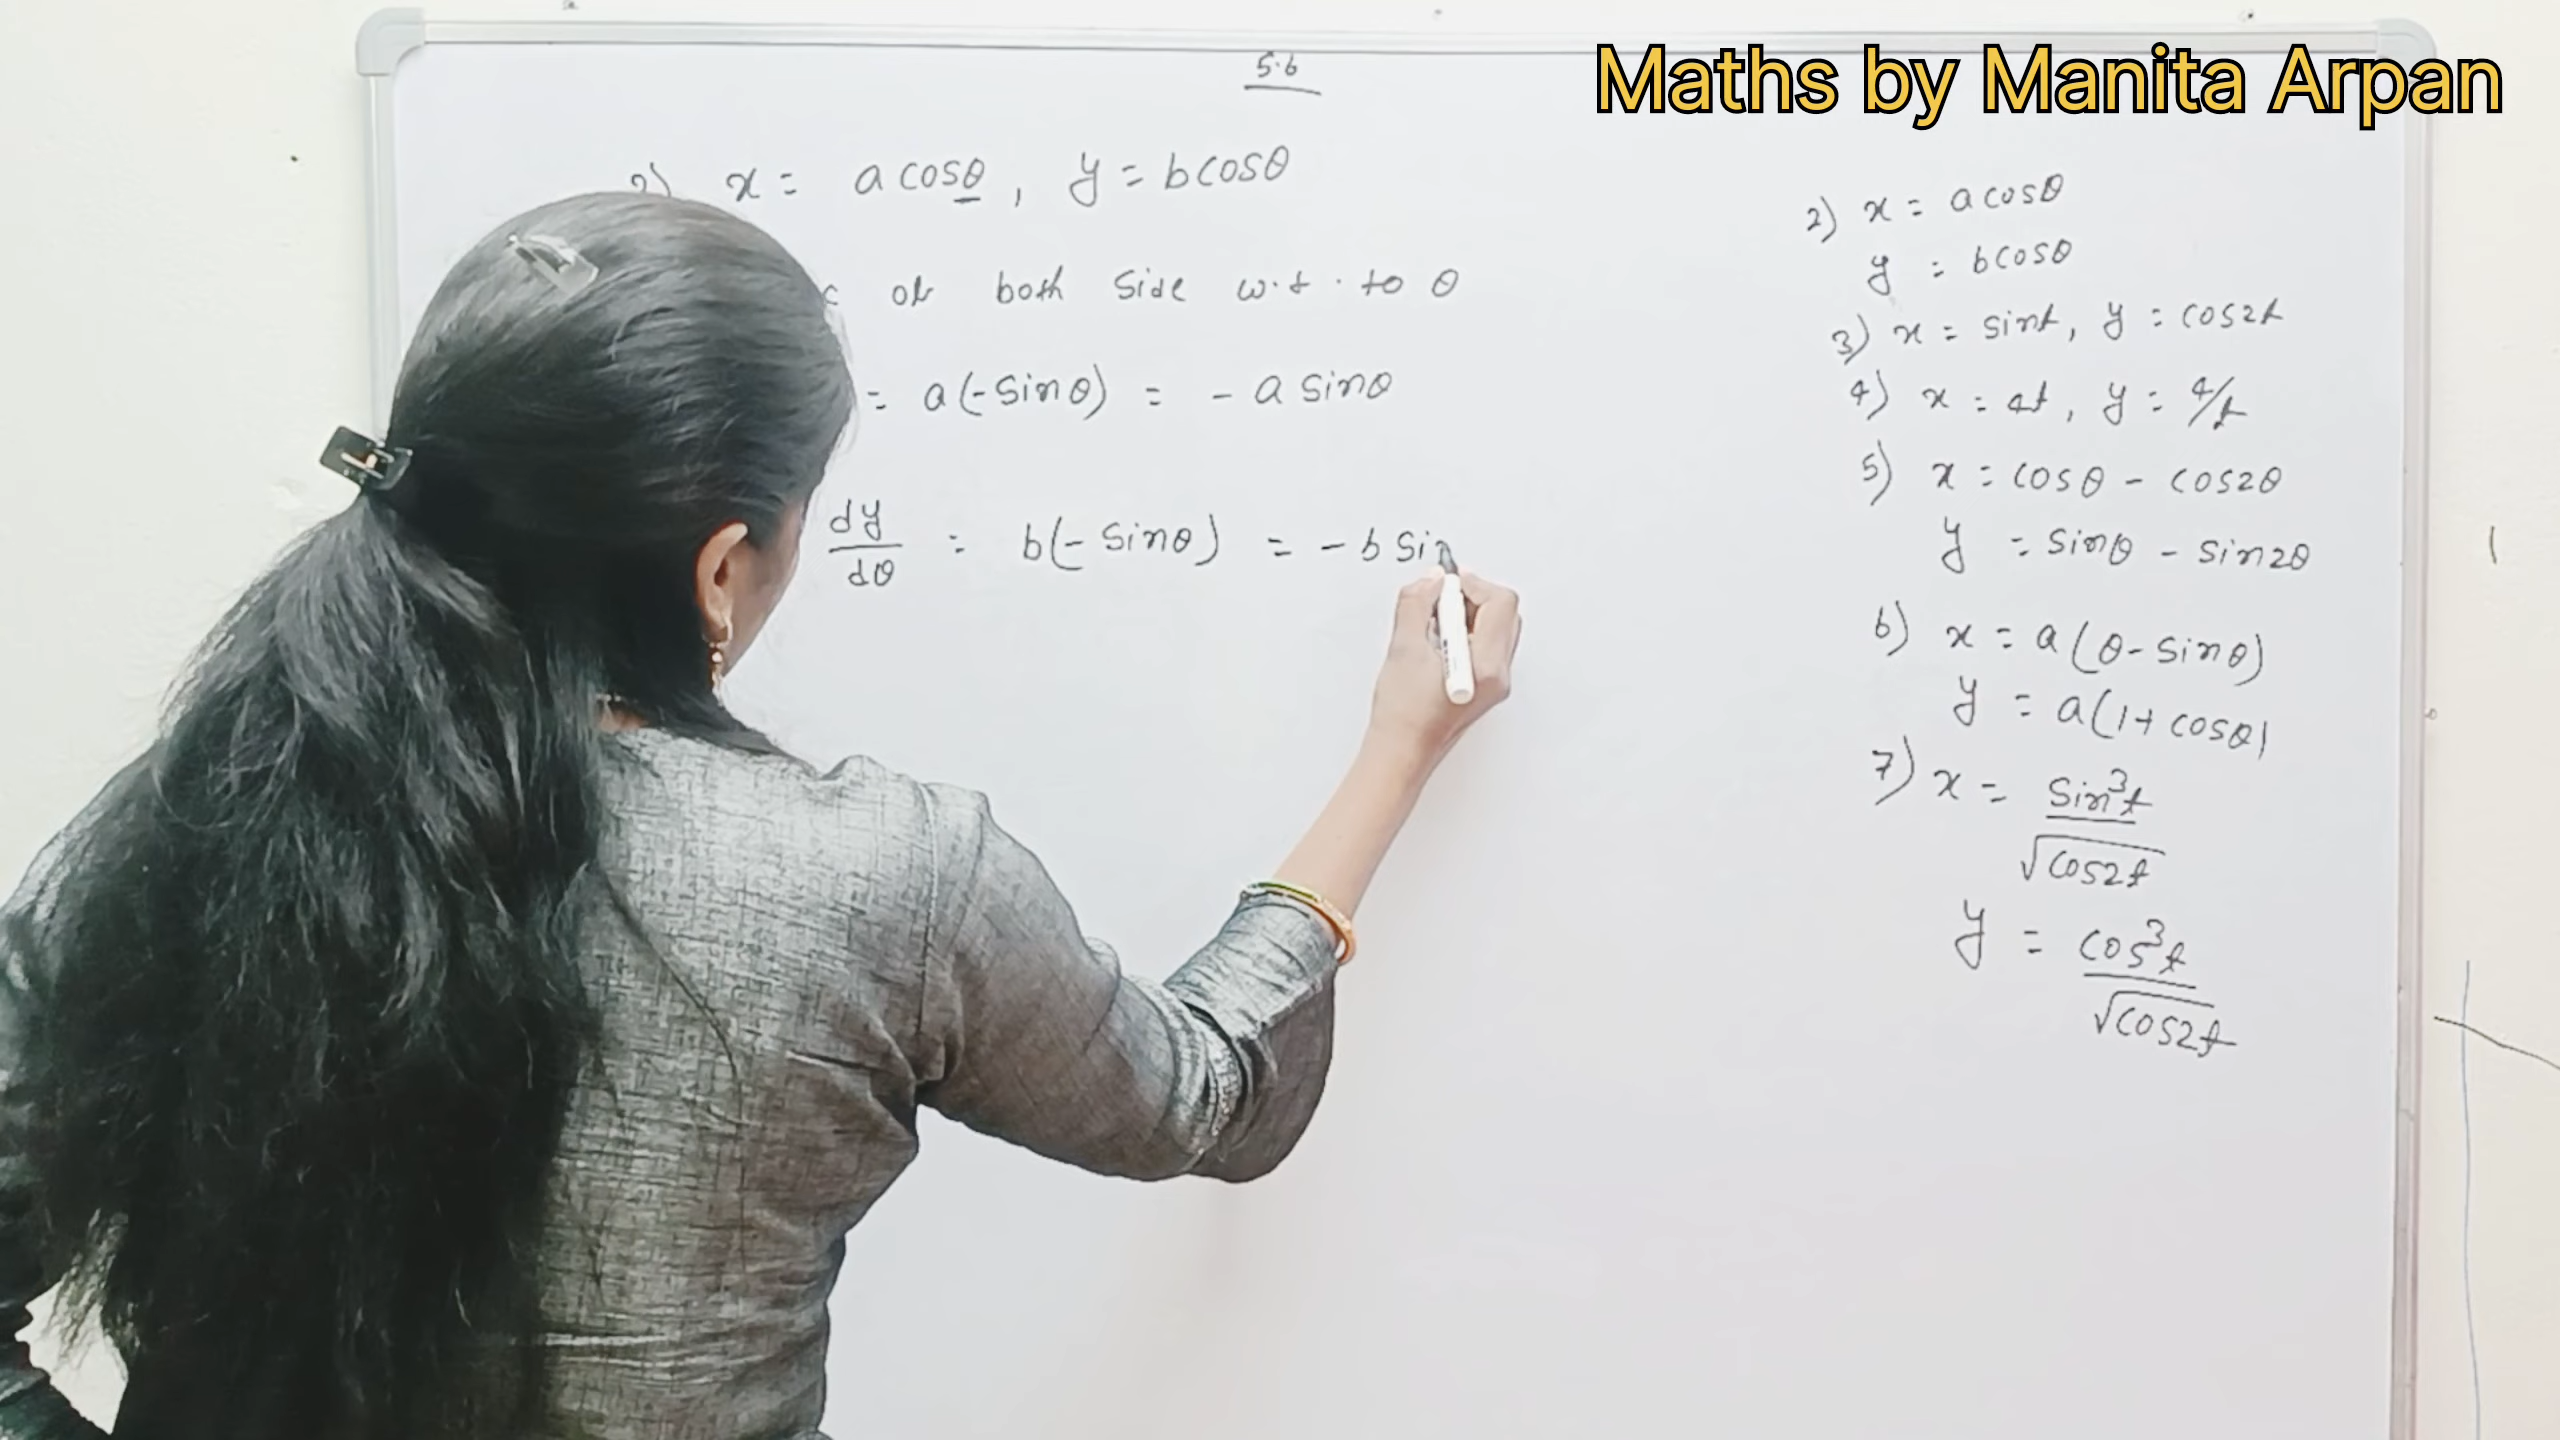 Maths by Manita Arpan
5.6
2) x = a cosθ , y = b cosθ
of both side w.r. to θ
= a(-sinθ) = - a sinθ
dy/dθ = b(- sinθ) = - b sin
2) x = a cosθ
y = b cosθ
3) x = sint, y = cos2t
4) x = 4t, y = 4/t
5) x = cosθ - cos2θ
y = sinθ - sin2θ
6) x = a(θ - sinθ)
y = a(1+ cosθ)
7) x = sin³t
√cos2t
y = cos³t
√cos2t